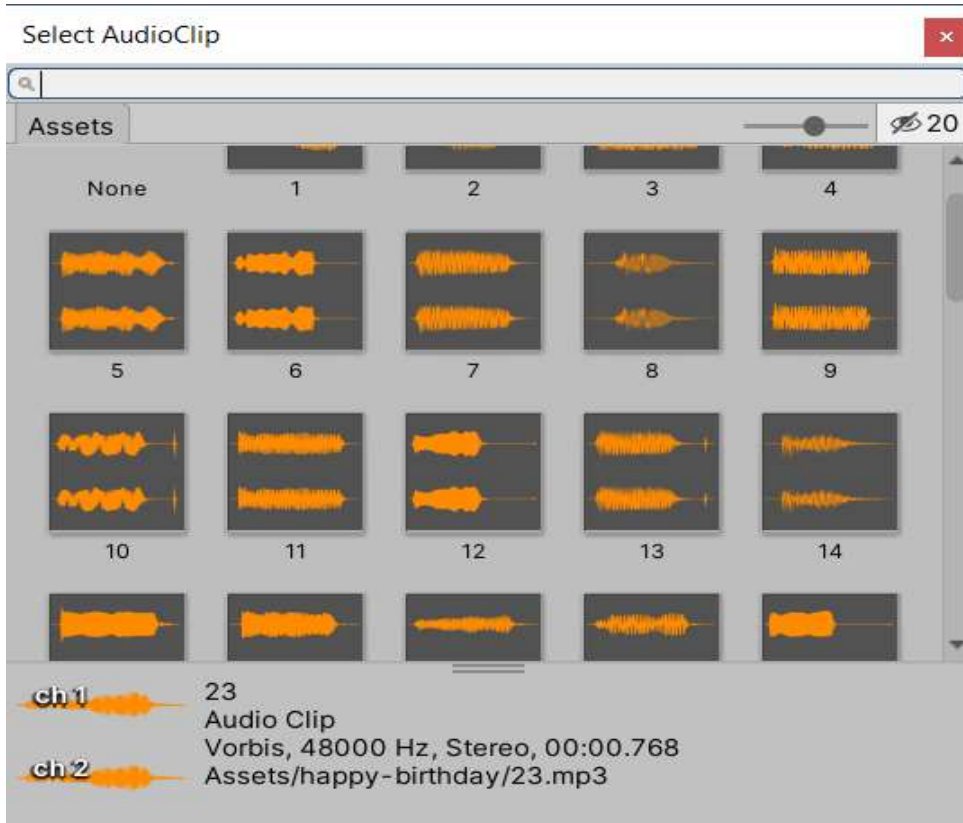 Select AudioClip
Assets
20
None 1 2 3 4
5 6 7 8 9
10 11 12 13 14
ch 1
23
Audio Clip
Vorbis, 48000 Hz, Stereo, 00:00.768
ch 2
Assets/happy-birthday/23.mp3